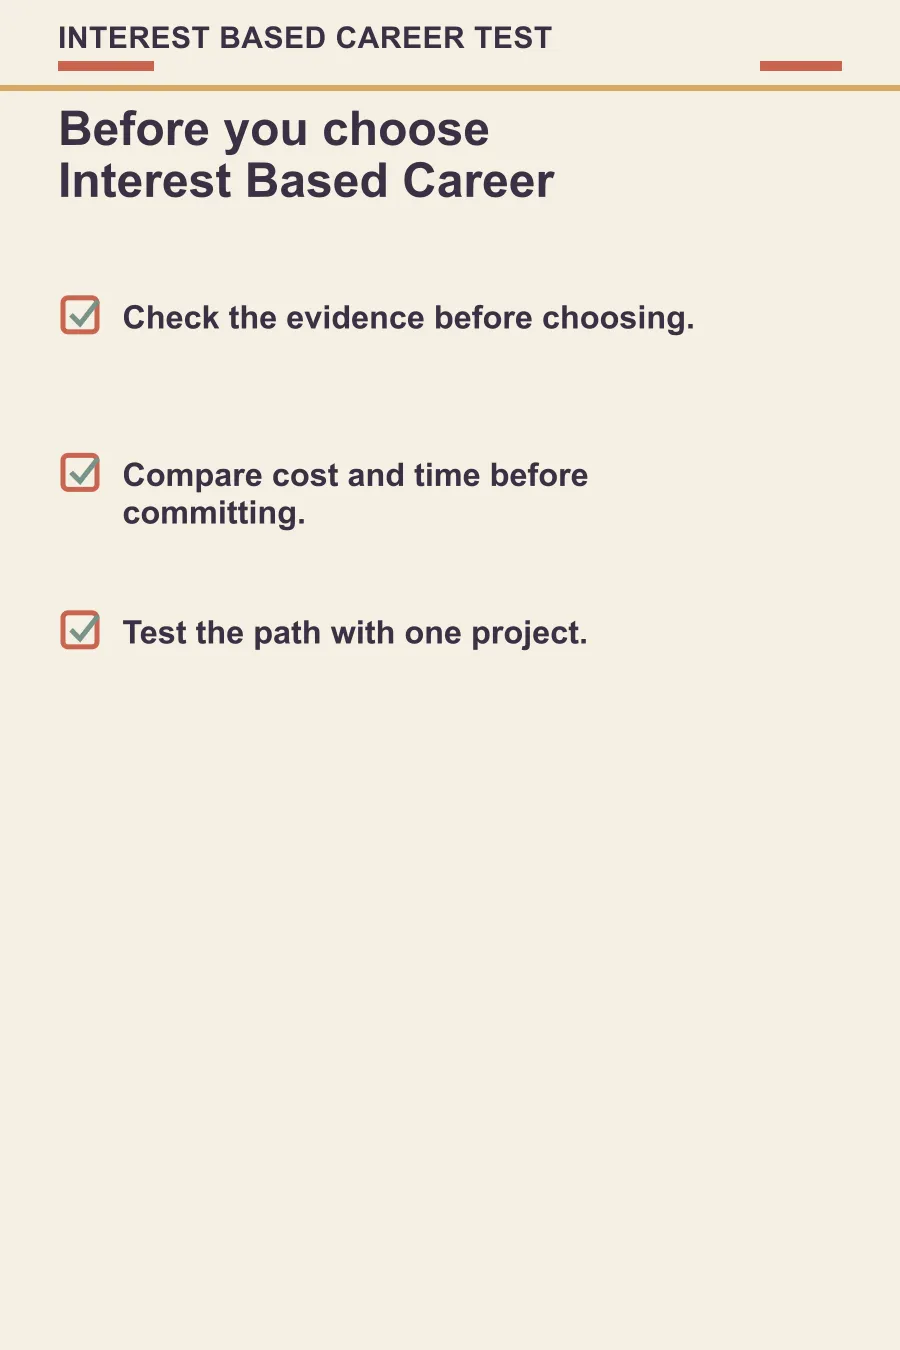 INTEREST BASED CAREER TEST
Before you choose
Interest Based Career
Check the evidence before choosing.
Compare cost and time before
committing.
Test the path with one project.